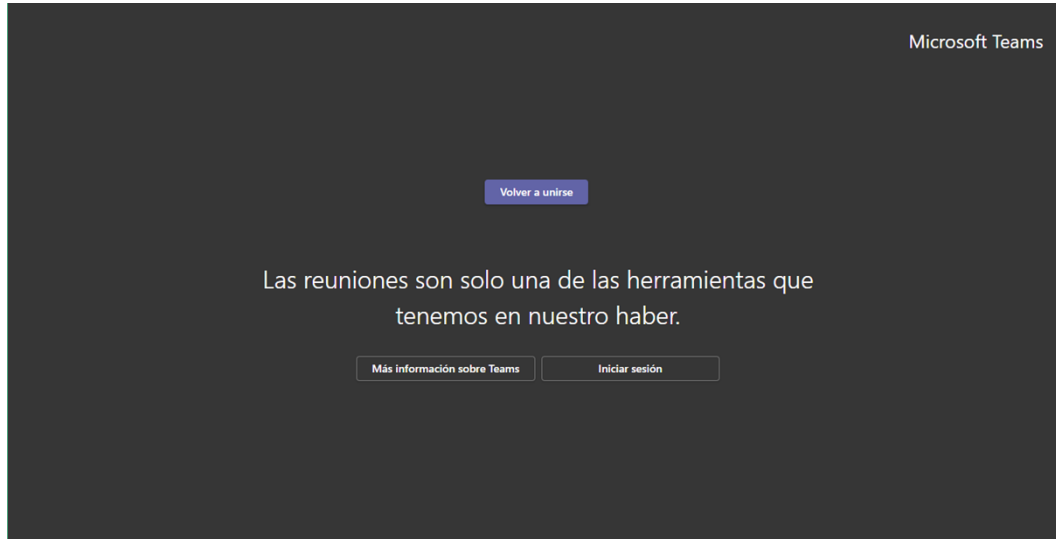 Microsoft Teams
Volver a unirse
Las reuniones son solo una de las herramientas que
tenemos en nuestro haber.
Más información sobre Teams
Iniciar sesión